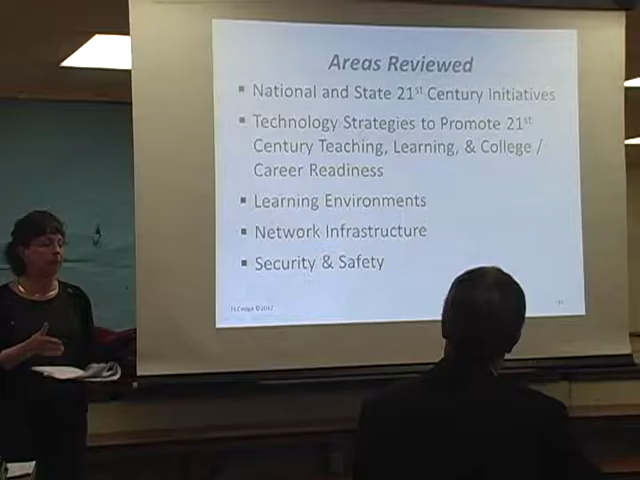 Areas Reviewed
▪ National and State 21st Century Initiatives
▪ Technology Strategies to Promote 21st
Century Teaching, Learning, & College /
Career Readiness
▪ Learning Environments
▪ Network Infrastructure
▪ Security & Safety